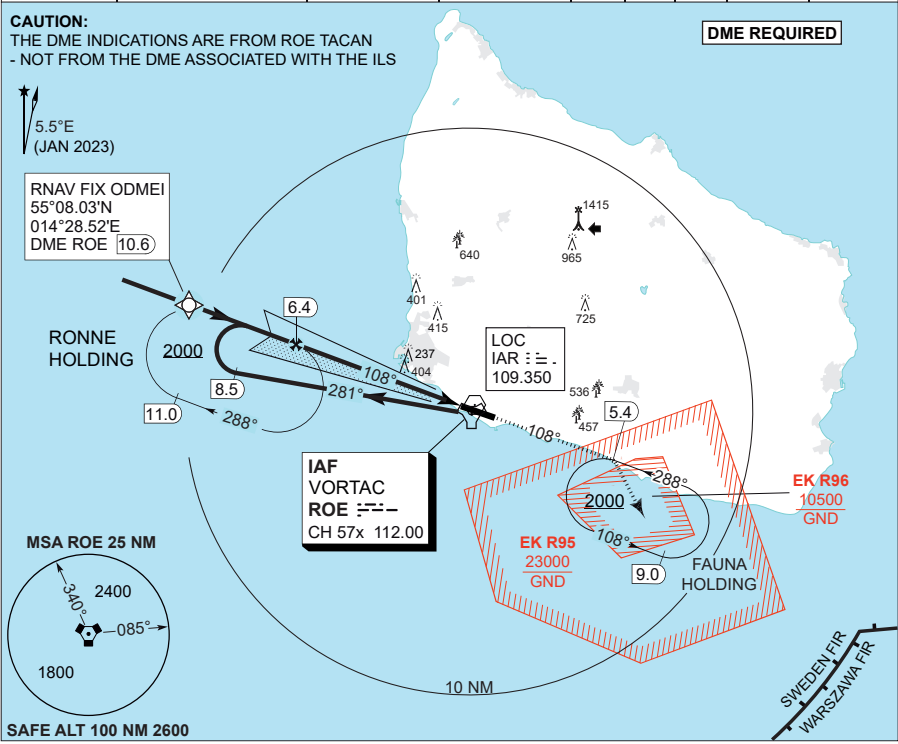 CAUTION:
THE DME INDICATIONS ARE FROM ROE TACAN
- NOT FROM THE DME ASSOCIATED WITH THE ILS
DME REQUIRED
5.5°E
(JAN 2023)
RNAV FIX ODMEI
55°08.03'N
014°28.52'E
DME ROE 10.6
1415
965
640
401
415
725
237
404
6.4
RONNE
HOLDING
2000
8.5
11.0
288°
108°
281°
LOC
IAR
109.350
536
457
5.4
108°
IAF
VORTAC
ROE
CH 57x 112.00
288°
2000
108°
9.0
FAUNA
HOLDING
EK R96
10500
GND
EK R95
23000
GND
MSA ROE 25 NM
340°
2400
085°
1800
SAFE ALT 100 NM 2600
10 NM
SWEDEN FIR
WARSZAWA FIR